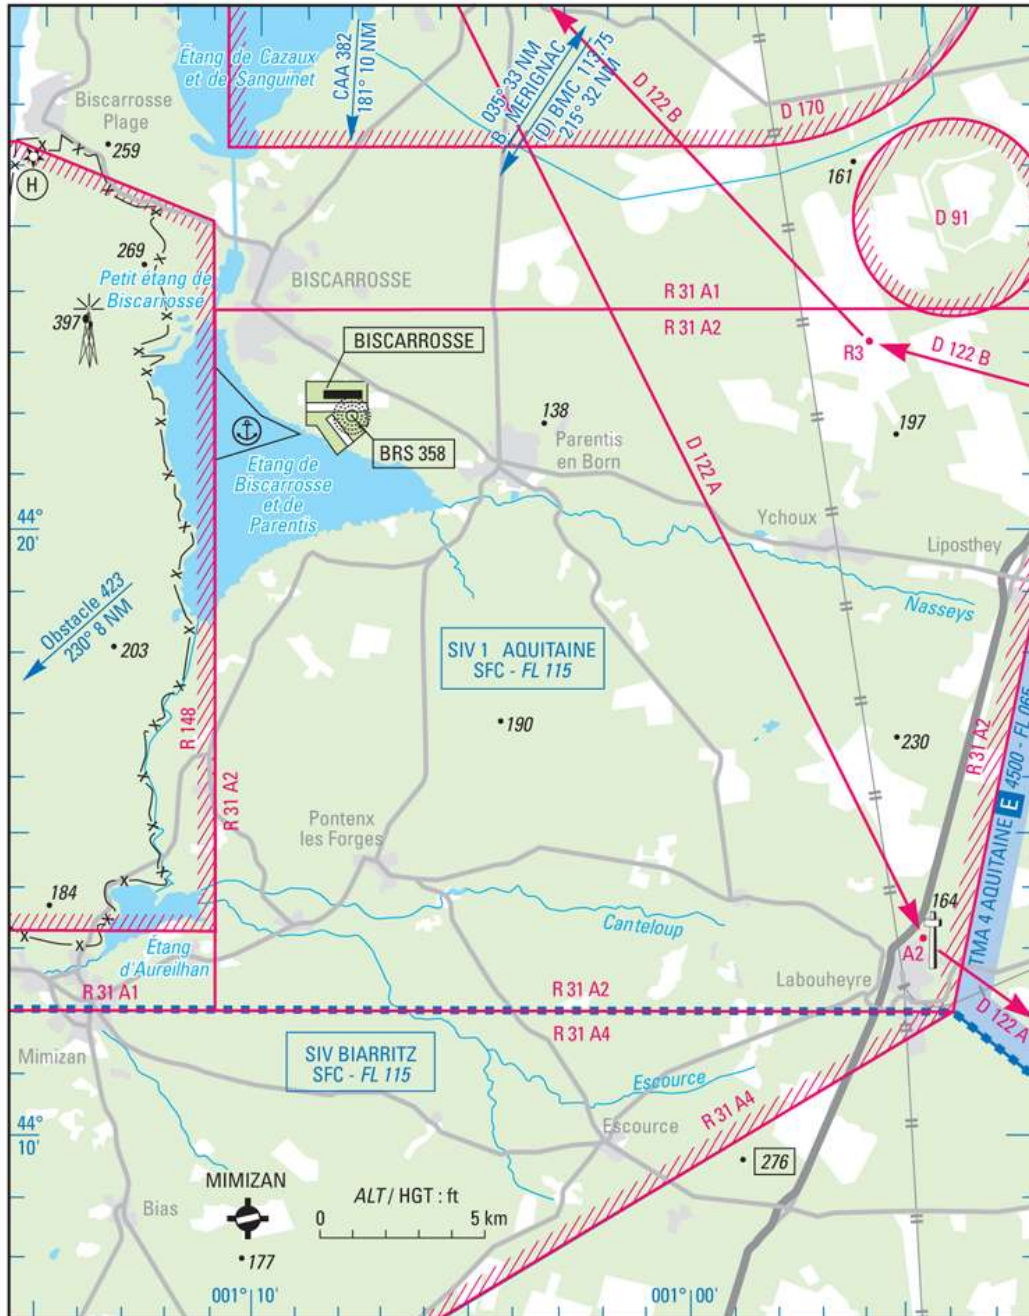 Étang de Cazaux
et de Sanguinet
CAA 382
181° 10 NM
035° 33 NM
B. MERIGNAC
(D) BMC 113.75
215° 32 NM
D 122 B
D 170
Biscarrosse
Plage
259
H
161
D 91
269
Petit étang de
Biscarrosse
BISCARROSSE
397
R 31 A1
R 31 A2
R3
D 122 B
BISCARROSSE
BRS 358
138
Parentis
en Born
197
D 122 A
Étang de
Biscarrosse
et de
Parentis
44°
20'
Ychoux
Liposthey
Nasseys
Obstacle 423
230° 8 NM
203
SIV 1 AQUITAINE
SFC - FL 115
190
230
R 148
R 31 A2
R 31 A2
TMA 4 AQUITAINE E 4500 - FL 065
Pontenx
les Forges
184
164
Canteloup
Étang
d'Aureilhan
A2
Labouheyre
R 31 A1
R 31 A2
R 31 A4
D 122 A
Mimizan
SIV BIARRITZ
SFC - FL 115
Escource
R 31 A4
44°
10'
Escource
276
MIMIZAN
ALT / HGT : ft
0 5 km
Bias
177
001° 10'
001° 00'